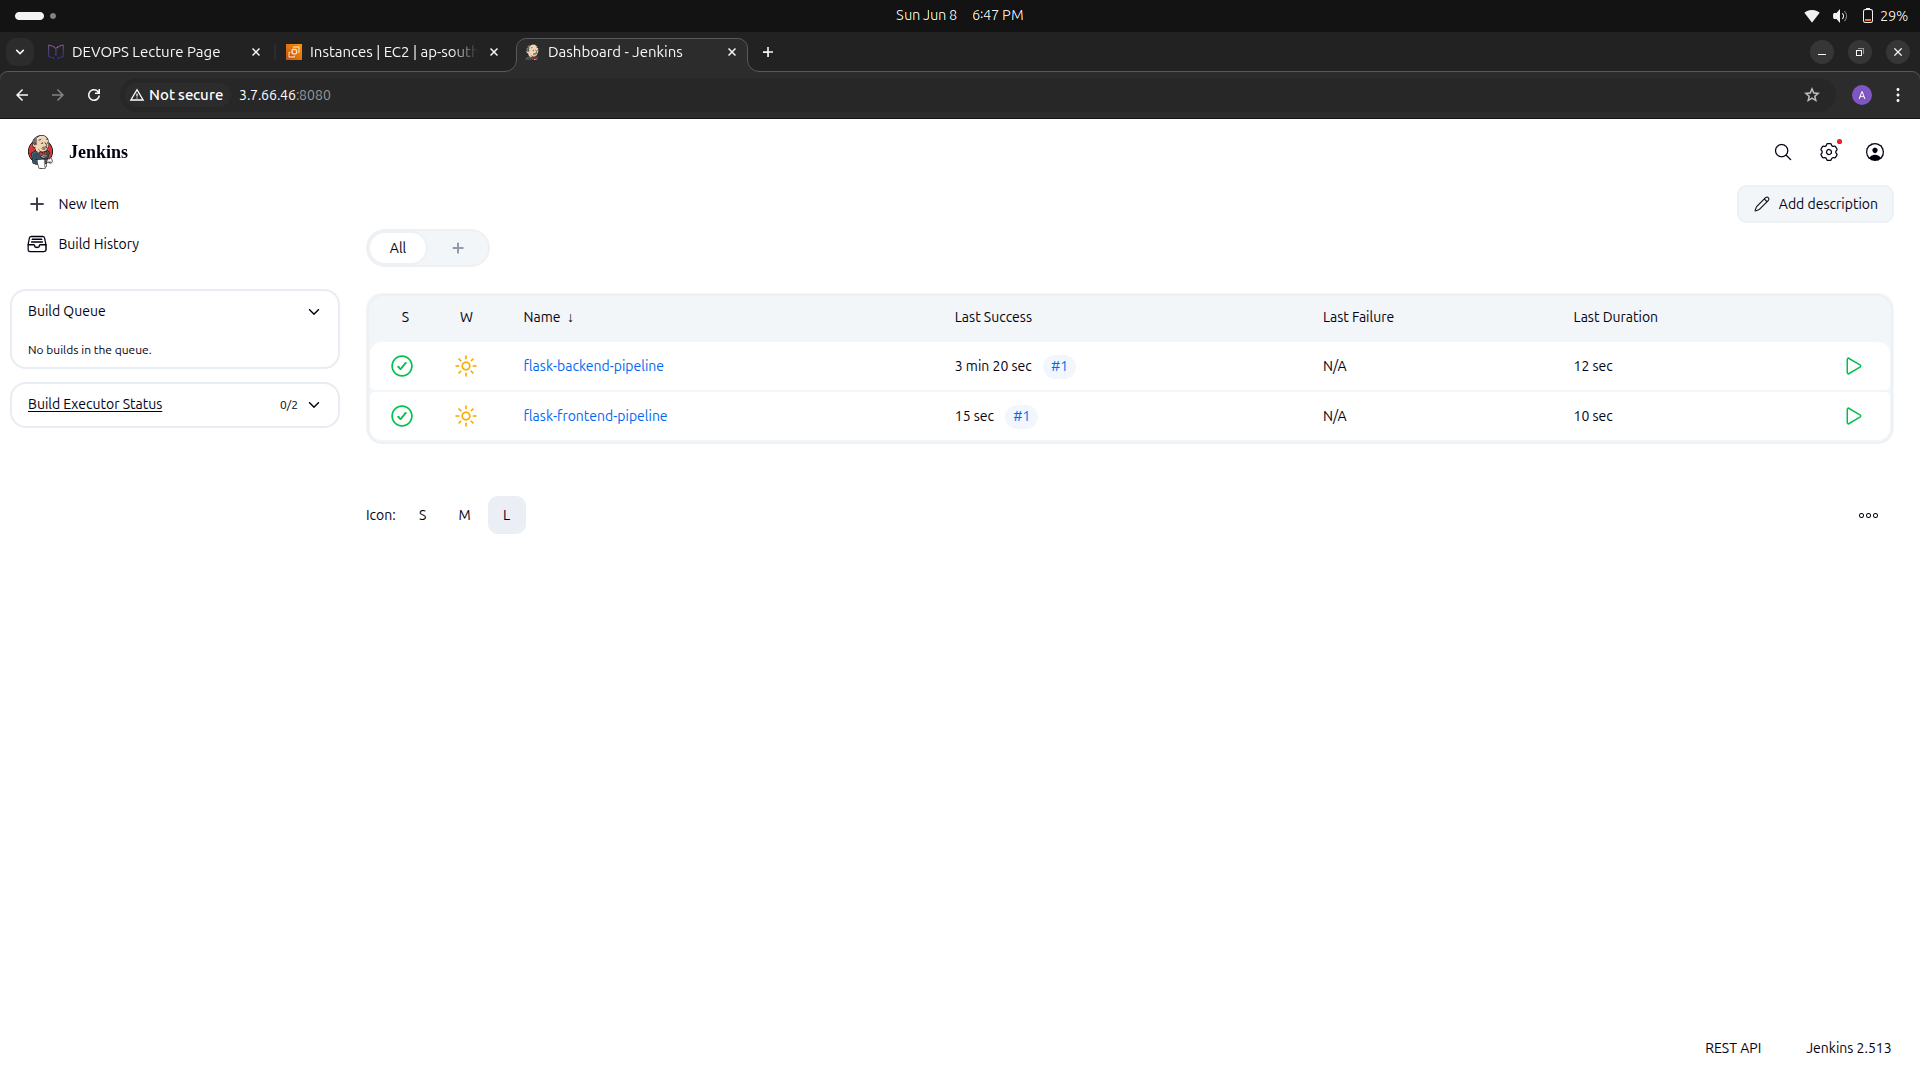 Sun Jun 8 6:47 PM
29%
DEVOPS Lecture Page
Instances | EC2 | ap-sout
Dashboard - Jenkins
Not secure 3.7.66.46:8080
A
Jenkins
New Item
Add description
Build History
All +
Build Queue
No builds in the queue.
Build Executor Status 0/2
S W Name ↓ Last Success Last Failure Last Duration
flask-backend-pipeline 3 min 20 sec #1 N/A 12 sec
flask-frontend-pipeline 15 sec #1 N/A 10 sec
Icon: S M L
REST API Jenkins 2.513